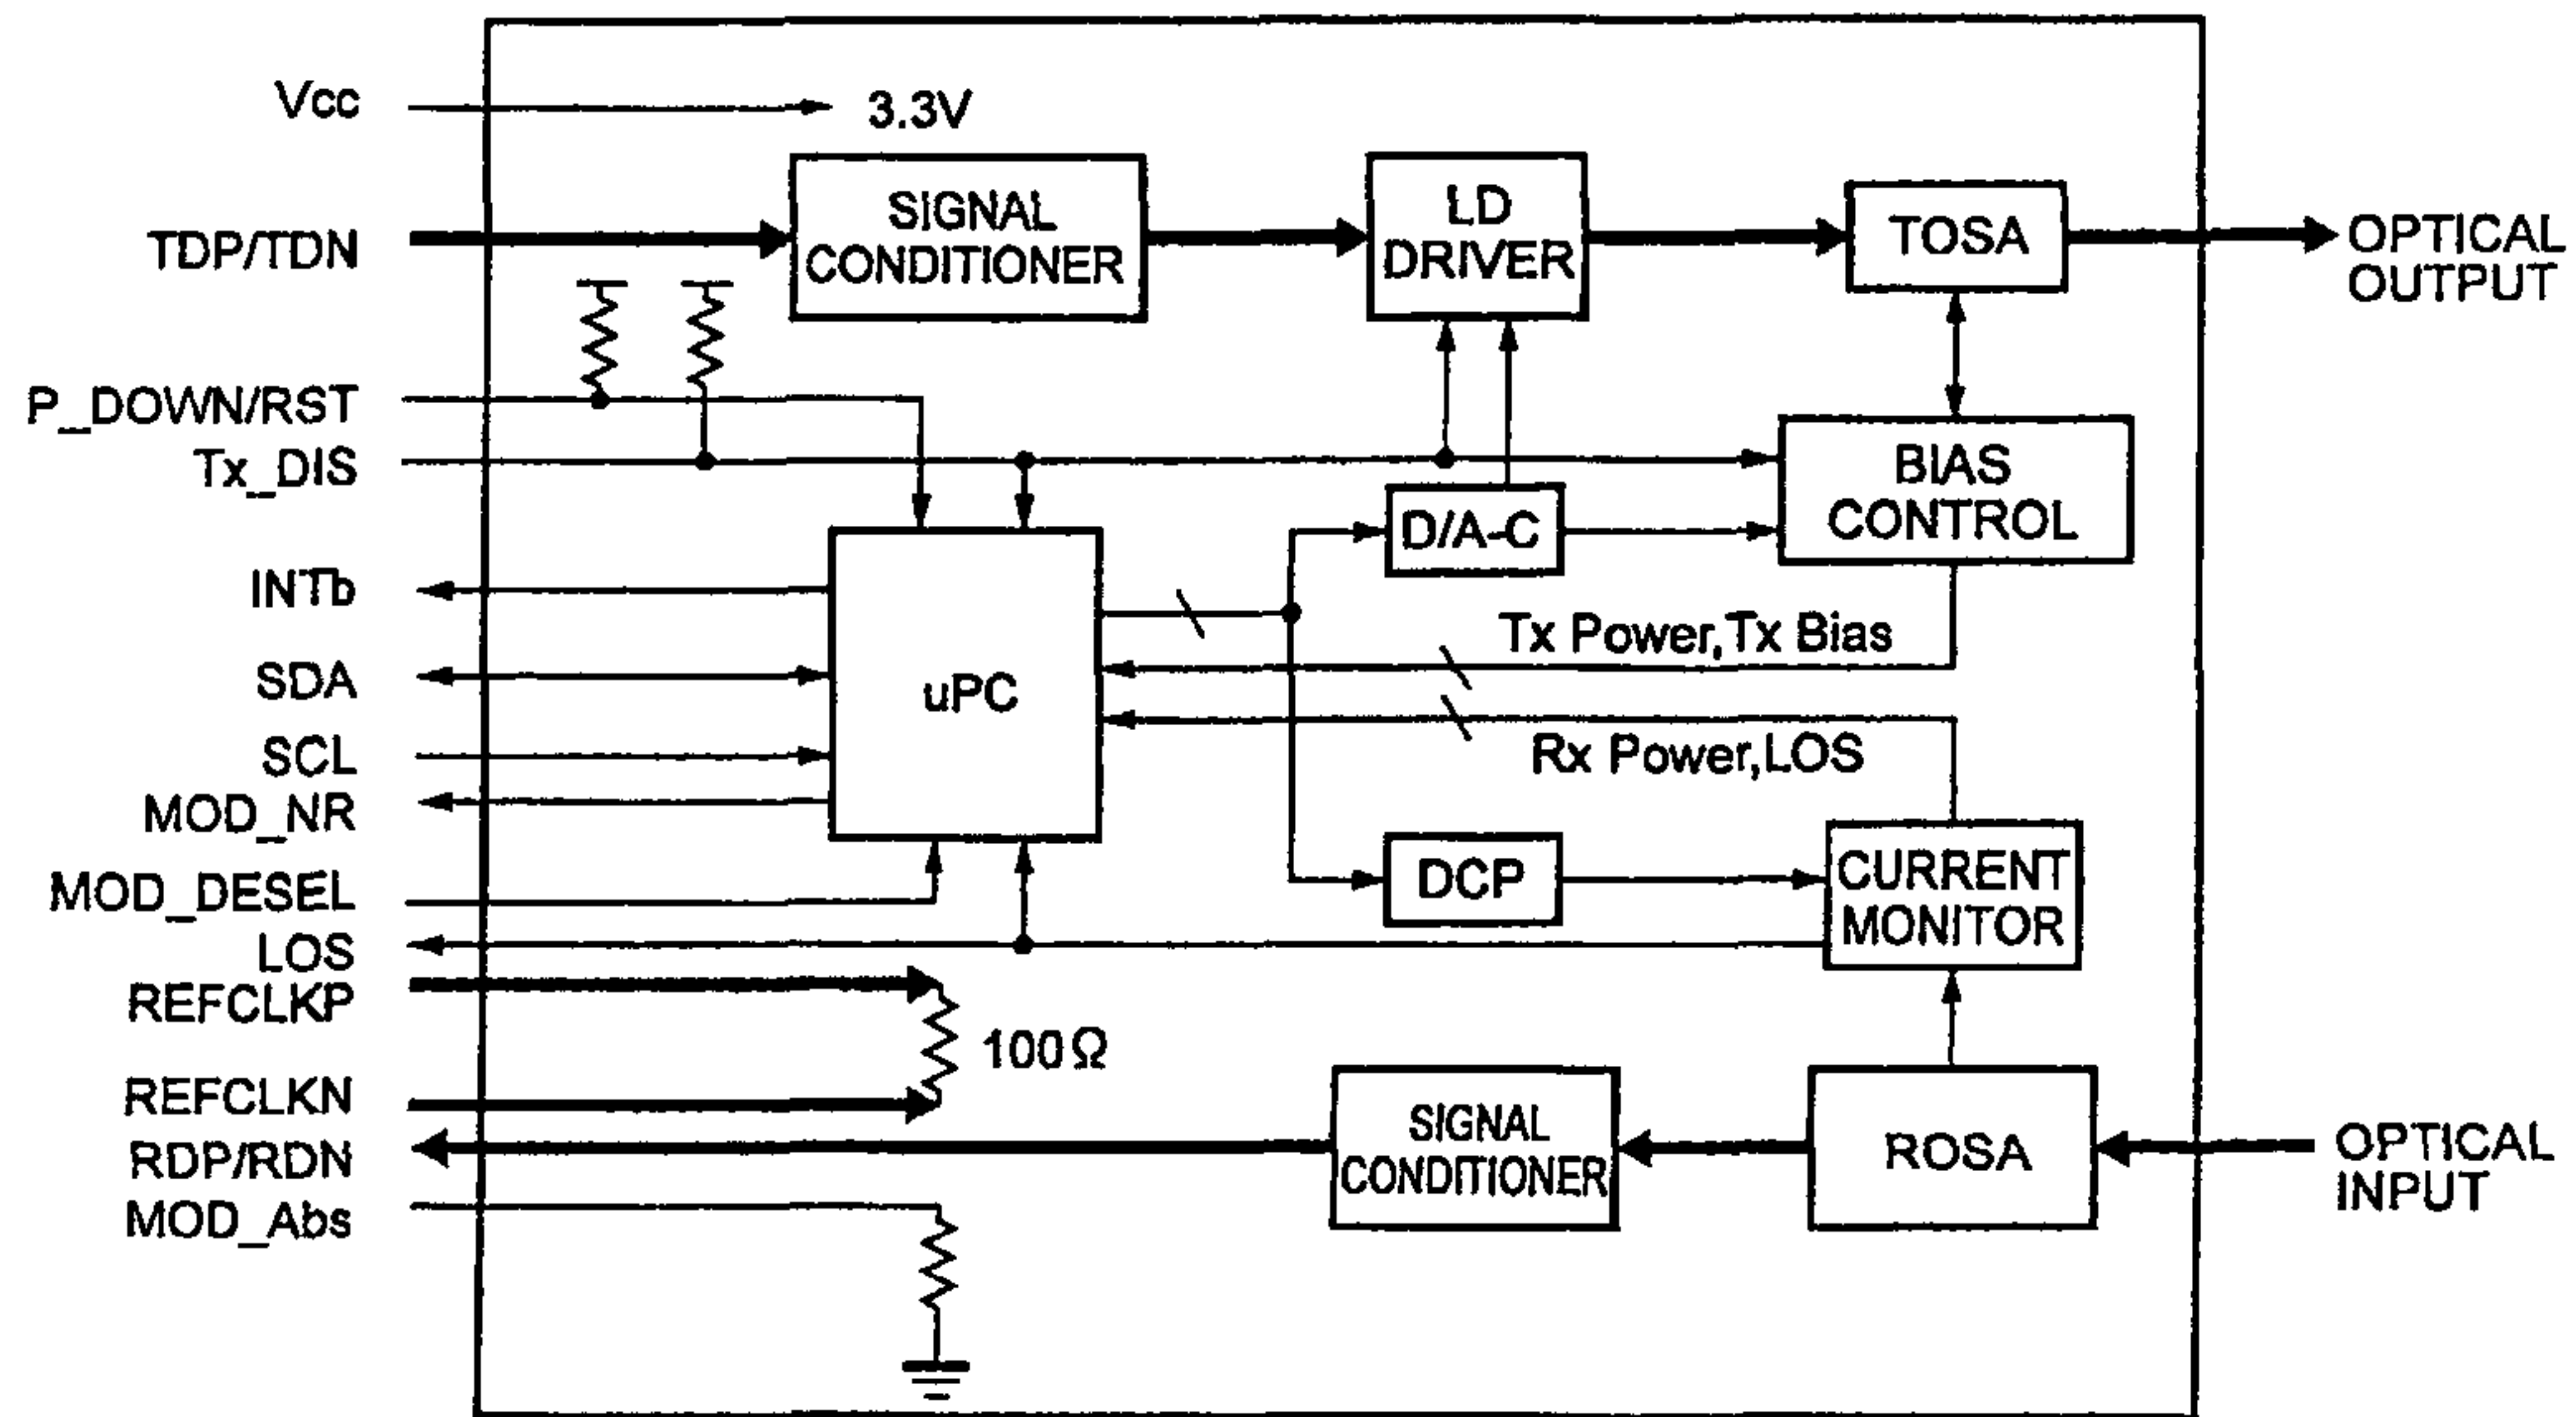 Vcc
3.3V
TDP/TDN
SIGNAL
CONDITIONER
LD
DRIVER
TOSA
OPTICAL
OUTPUT
P_DOWN/RST
Tx_DIS
BIAS
CONTROL
D/A-C
INTb
Tx Power,Tx Bias
SDA
uPC
SCL
Rx Power,LOS
MOD_NR
MOD_DESEL
DCP
CURRENT
MONITOR
LOS
REFCLKP
100Ω
REFCLKN
RDP/RDN
SIGNAL
CONDITIONER
ROSA
OPTICAL
INPUT
MOD_Abs